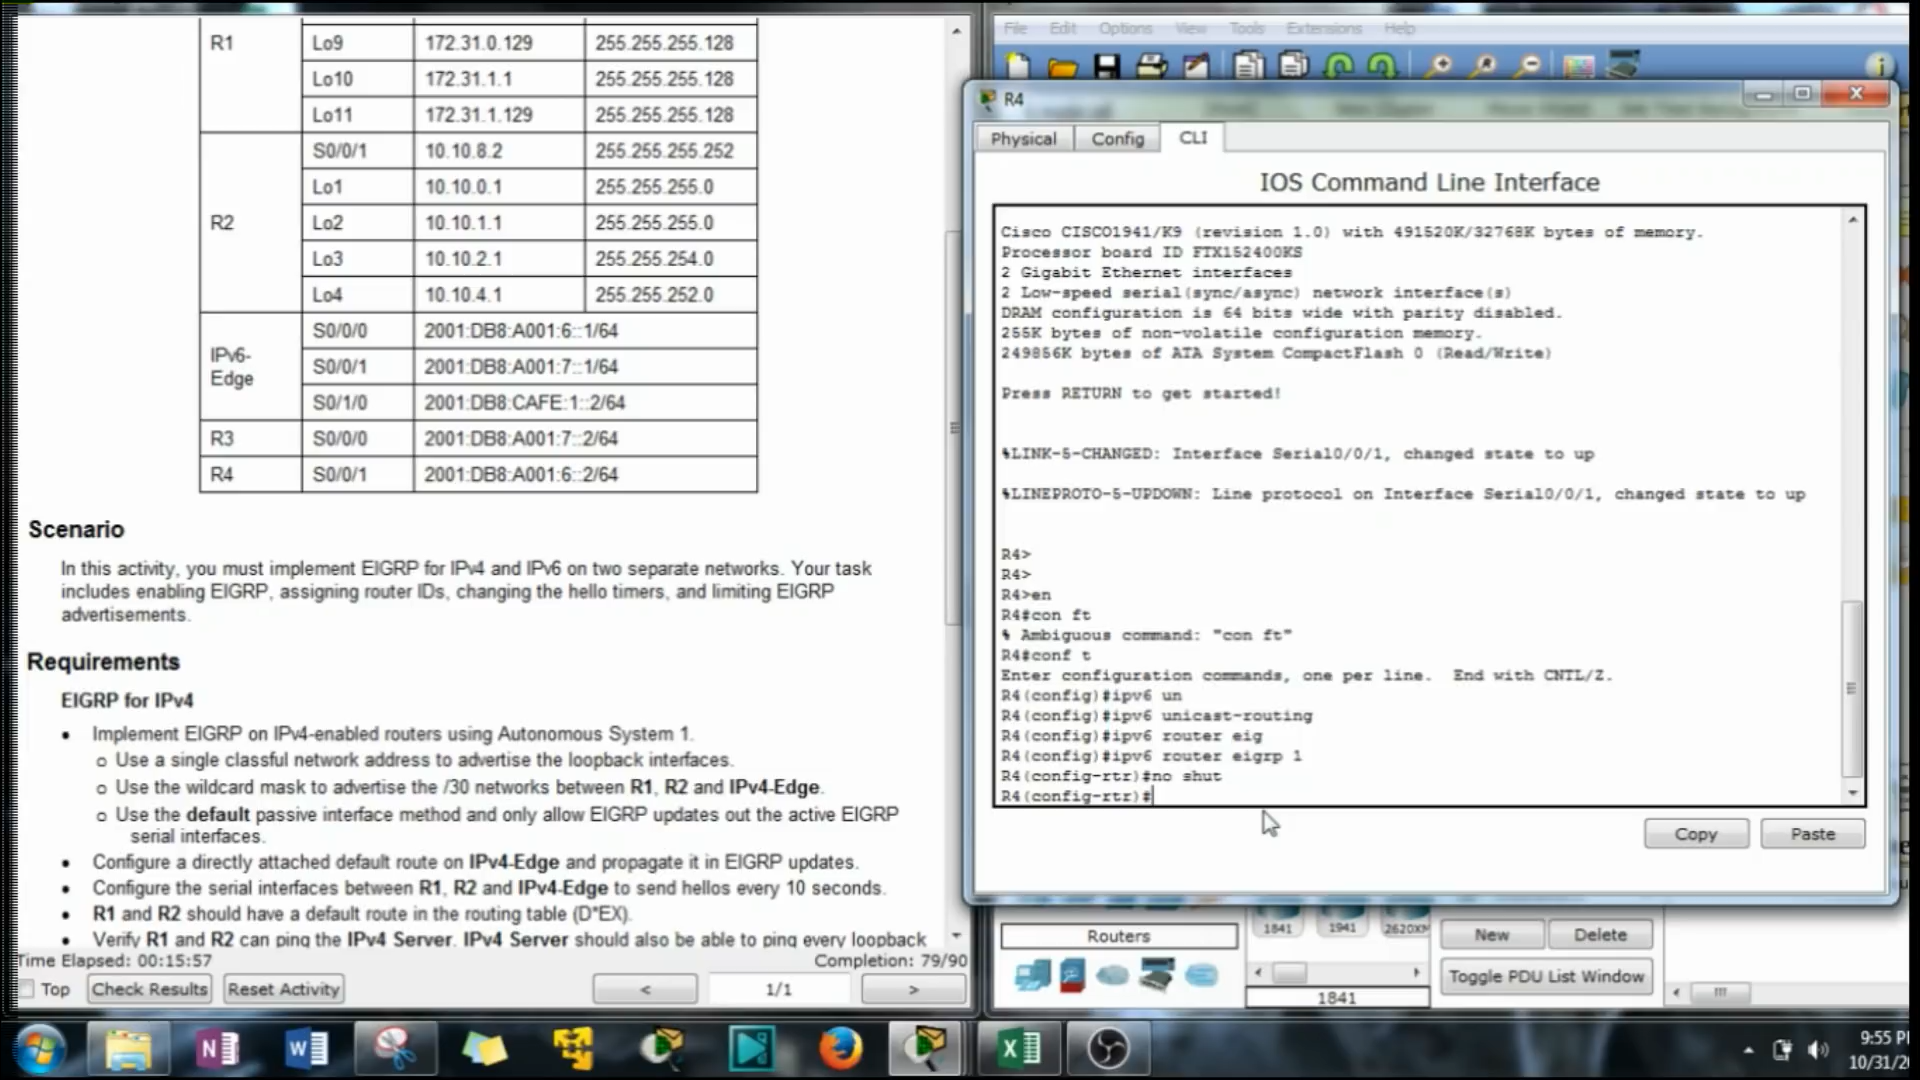 R1
Lo9 172.31.0.129 255.255.255.128
Lo10 172.31.1.1 255.255.255.128
Lo11 172.31.1.129 255.255.255.128
R2
S0/0/1 10.10.8.2 255.255.255.252
Lo1 10.10.0.1 255.255.255.0
Lo2 10.10.1.1 255.255.255.0
Lo3 10.10.2.1 255.255.254.0
Lo4 10.10.4.1 255.255.252.0
IPv6-
Edge
S0/0/0 2001:DB8:A001:6::1/64
S0/0/1 2001:DB8:A001:7::1/64
S0/1/0 2001:DB8:CAFE:1::2/64
R3 S0/0/0 2001:DB8:A001:7::2/64
R4 S0/0/1 2001:DB8:A001:6::2/64
Scenario
In this activity, you must implement EIGRP for IPv4 and IPv6 on two separate networks. Your task
includes enabling EIGRP, assigning router IDs, changing the hello timers, and limiting EIGRP
advertisements.
Requirements
EIGRP for IPv4
• Implement EIGRP on IPv4-enabled routers using Autonomous System 1.
o Use a single classful network address to advertise the loopback interfaces.
o Use the wildcard mask to advertise the /30 networks between R1, R2 and IPv4-Edge.
o Use the default passive interface method and only allow EIGRP updates out the active EIGRP
serial interfaces.
• Configure a directly attached default route on IPv4-Edge and propagate it in EIGRP updates.
• Configure the serial interfaces between R1, R2 and IPv4-Edge to send hellos every 10 seconds.
• R1 and R2 should have a default route in the routing table (D*EX).
• Verify R1 and R2 can ping the IPv4 Server. IPv4 Server should also be able to ping every loopback
Time Elapsed: 00:15:57 Completion: 79/90
Top Check Results Reset Activity < 1/1 >
File Edit Options View Tools Extensions Help
R4
Physical Config CLI
IOS Command Line Interface
Cisco CISCO1941/K9 (revision 1.0) with 491520K/32768K bytes of memory.
Processor board ID FTX152400KS
2 Gigabit Ethernet interfaces
2 Low-speed serial(sync/async) network interface(s)
DRAM configuration is 64 bits wide with parity disabled.
255K bytes of non-volatile configuration memory.
249856K bytes of ATA System CompactFlash 0 (Read/Write)
Press RETURN to get started!
%LINK-5-CHANGED: Interface Serial0/0/1, changed state to up
%LINEPROTO-5-UPDOWN: Line protocol on Interface Serial0/0/1, changed state to up
R4>
R4>
R4>en
R4#con ft
% Ambiguous command: "con ft"
R4#conf t
Enter configuration commands, one per line. End with CNTL/Z.
R4(config)#ipv6 un
R4(config)#ipv6 unicast-routing
R4(config)#ipv6 router eig
R4(config)#ipv6 router eigrp 1
R4(config-rtr)#no shut
R4(config-rtr)#
Copy Paste
Routers
1841 1941 2620XM
1841
New Delete
Toggle PDU List Window
9:55 P
10/31/20